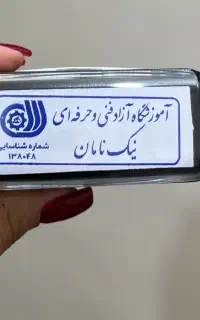 آموزشگاه آزاد فنی و حرفه ای
نیک نامان
شماره شناسایی
۱۳۸۰۴۸